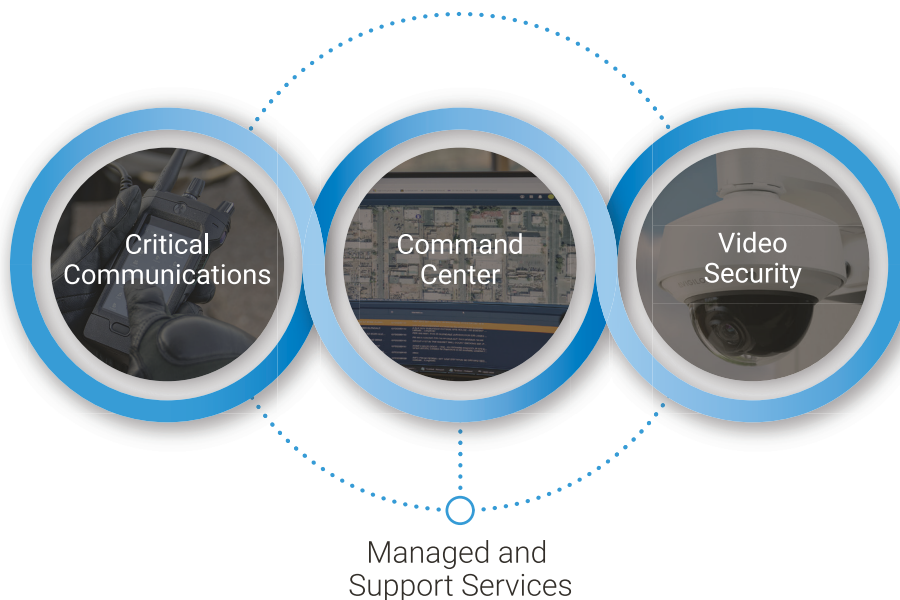 Critical
Communications
Command
Center
Video
Security
Managed and
Support Services